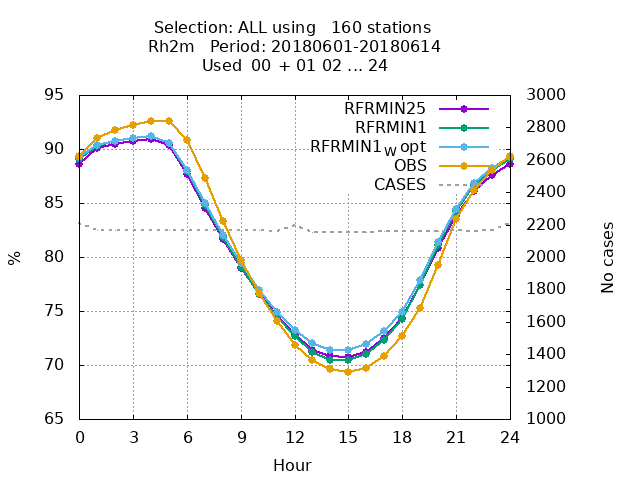 Selection: ALL using   160 stations
Rh2m   Period: 20180601-20180614
Used 00 + 01 02 ... 24
95 3000
RFRMIN25 2800
RFRMIN1
90 RFRMIN1w opt 2600
OBS
CASES 2400
85 2200
80 2000
% No cases
1800
75 1600
70 1400
1200
65 1000
0 3 6 9 12 15 18 21 24
Hour